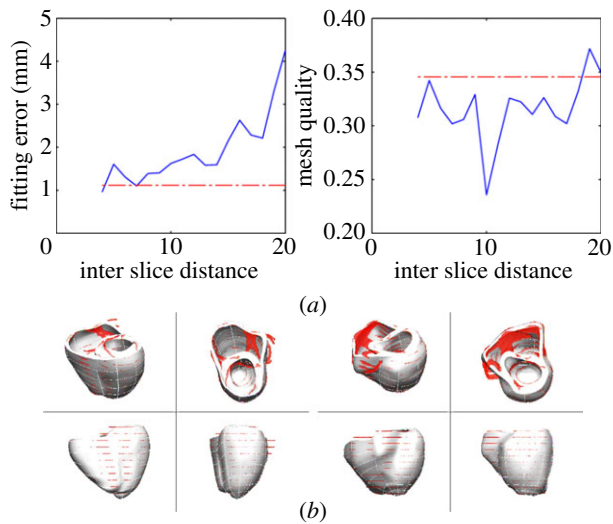 5
4
3
2
1
0
10
20
fitting error (mm)
inter slice distance
0.40
0.35
0.30
0.25
0.20
0
10
20
mesh quality
inter slice distance
(a)
(b)